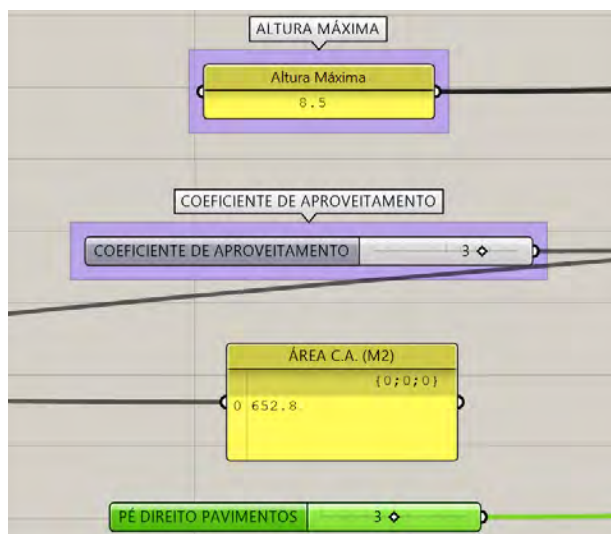 ALTURA MÁXIMA
Altura Máxima
8.5
COEFICIENTE DE APROVEITAMENTO
COEFICIENTE DE APROVEITAMENTO 3
ÁREA C.A. (M2)
{0;0;0}
0 652.8
PÉ DIREITO PAVIMENTOS 3